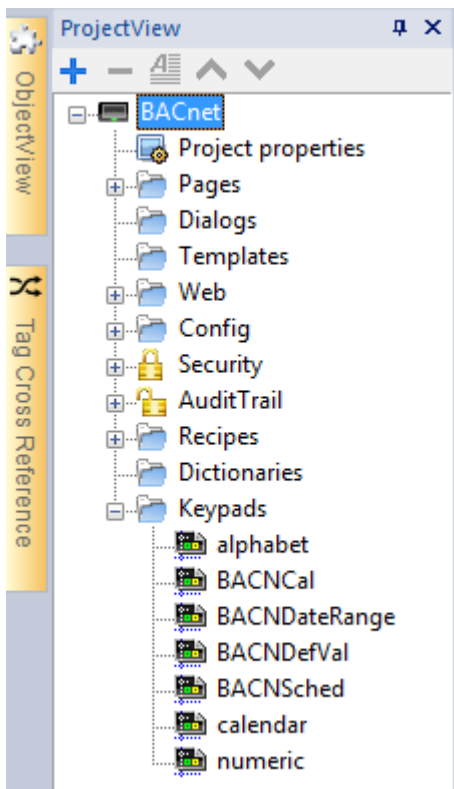 ProjectView
BACnet
Project properties
Pages
Dialogs
Templates
Web
Config
Security
AuditTrail
Recipes
Dictionaries
Keypads
alphabet
BACNCal
BACNDateRange
BACNDefVal
BACNSched
calendar
numeric
ObjectView
Tag Cross Reference